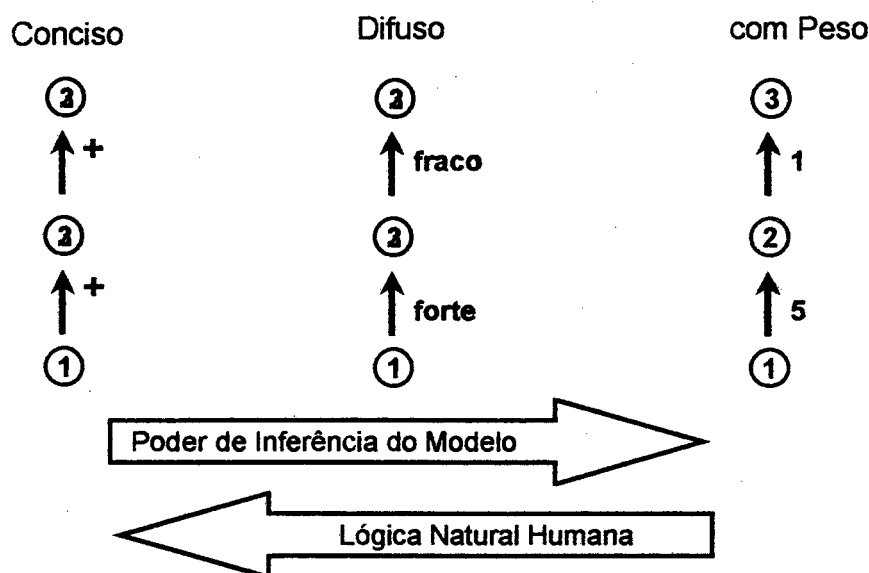 Conciso Difuso com Peso
3
+ fraco 1
2
+ forte 5
1 1 1
Poder de Inferência do Modelo
Lógica Natural Humana